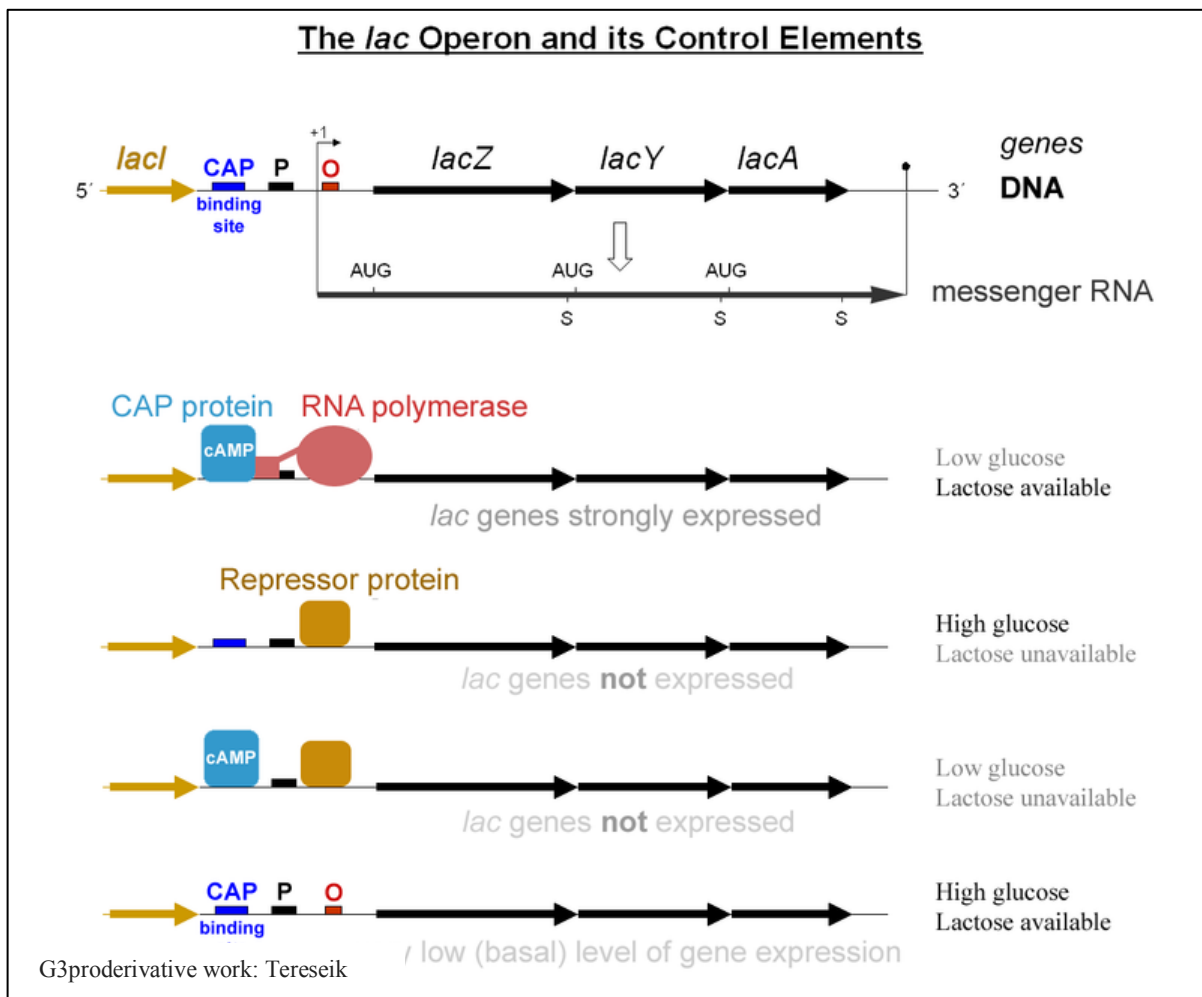 The lac Operon and its Control Elements
+1
lacI CAP P O lacZ lacY lacA genes
5´ 3´ DNA
binding
site
AUG AUG AUG
messenger RNA
S S S
CAP protein RNA polymerase
cAMP
Low glucose
Lactose available
lac genes strongly expressed
Repressor protein
High glucose
Lactose unavailable
lac genes not expressed
cAMP
Low glucose
Lactose unavailable
lac genes not expressed
CAP P O
High glucose
Lactose available
binding
low (basal) level of gene expression
G3proderivative work: Tereseik